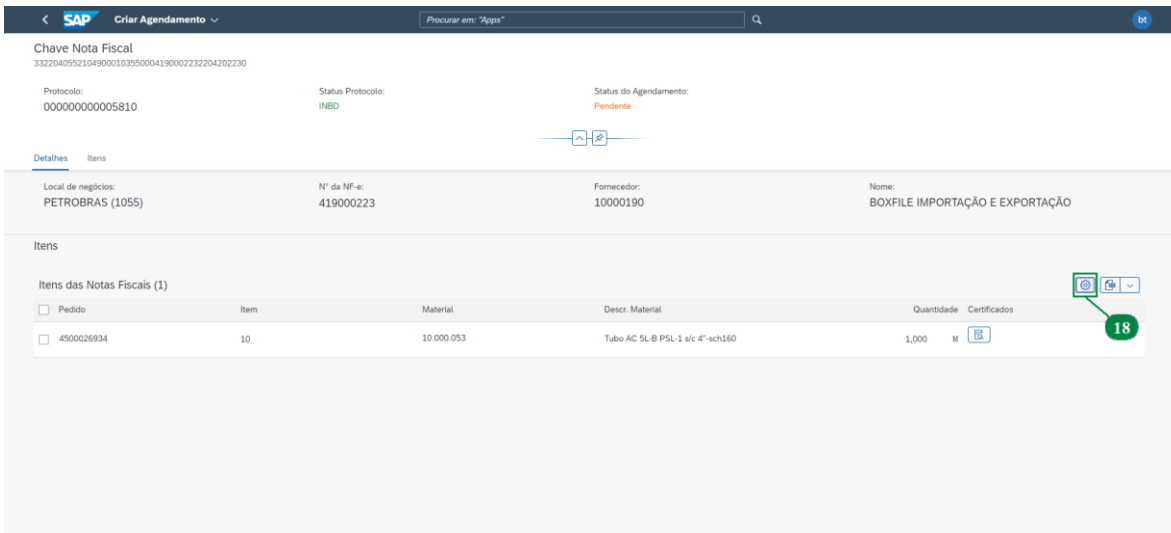 SAP Criar Agendamento Procurar em: "Apps" bt
Chave Nota Fiscal
33220405521049000103550004190002232204202230
Protocolo: Status Protocolo: Status do Agendamento:
000000000005810 INBD Pendente
Detalhes Itens
Local de negócios: N° da NF-e: Fornecedor: Nome:
PETROBRAS (1055) 419000223 10000190 BOXFILE IMPORTAÇÃO E EXPORTAÇÃO
Itens
Itens das Notas Fiscais (1)
Pedido Item Material Descr. Material Quantidade Certificados
18
4500026934 10 10.000.053 Tubo AC 5L-B PSL-1 s/c 4"-sch160 1,000 M